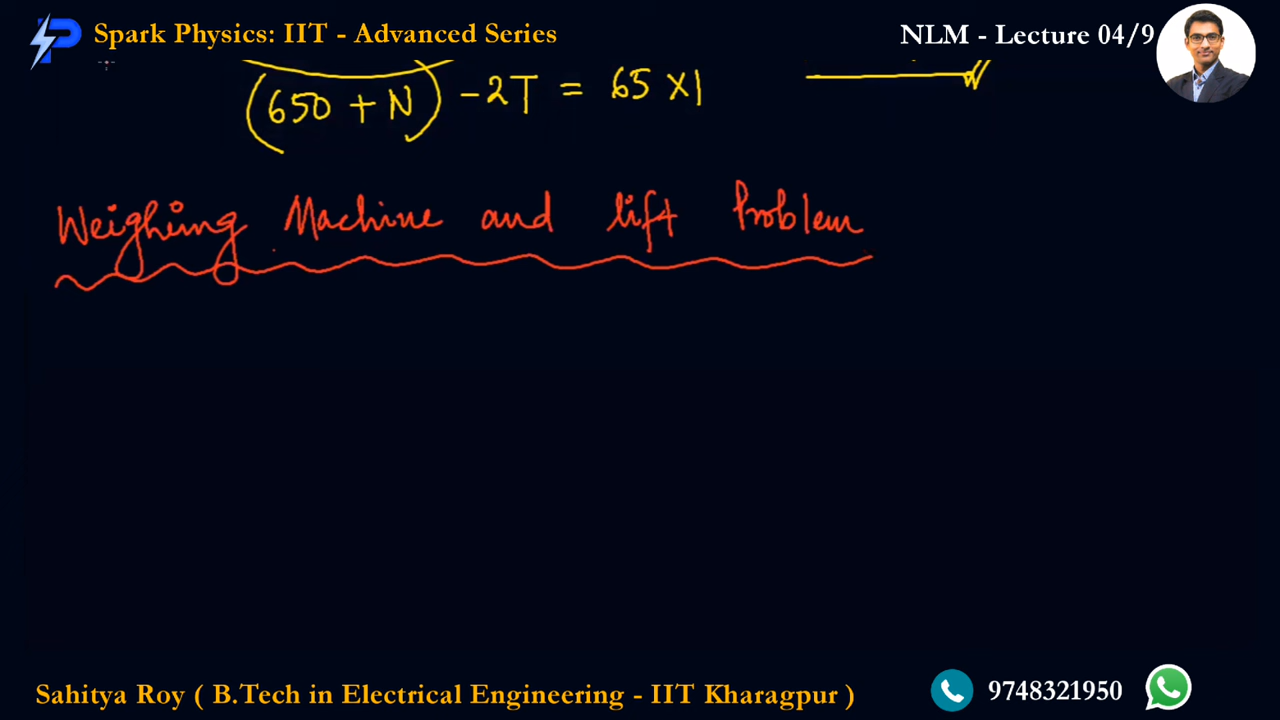 Spark Physics: IIT - Advanced Series
NLM - Lecture 04/9
(650 + N) - 2T = 65 x 1
Weighing Machine and lift Problem
Sahitya Roy ( B.Tech in Electrical Engineering - IIT Kharagpur )
9748321950